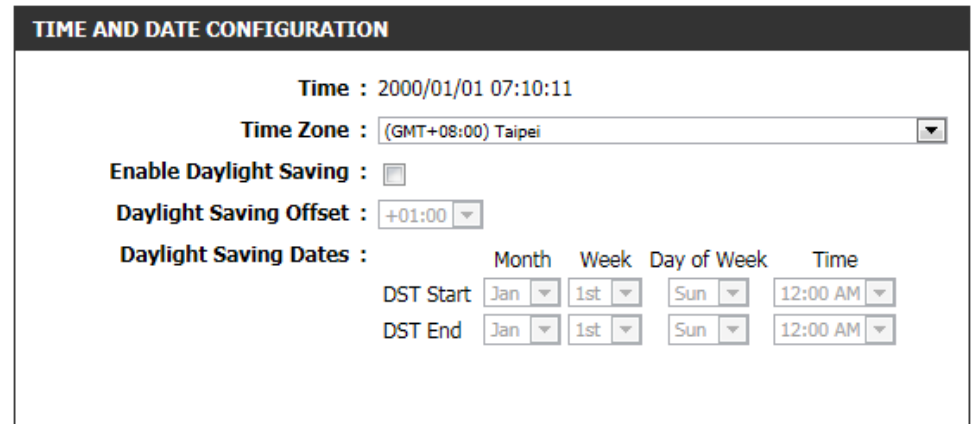 TIME AND DATE CONFIGURATION
Time : 2000/01/01 07:10:11
Time Zone : (GMT+08:00) Taipei
Enable Daylight Saving :
Daylight Saving Offset : +01:00
Daylight Saving Dates :
Month Week Day of Week Time
DST Start Jan 1st Sun 12:00 AM
DST End Jan 1st Sun 12:00 AM